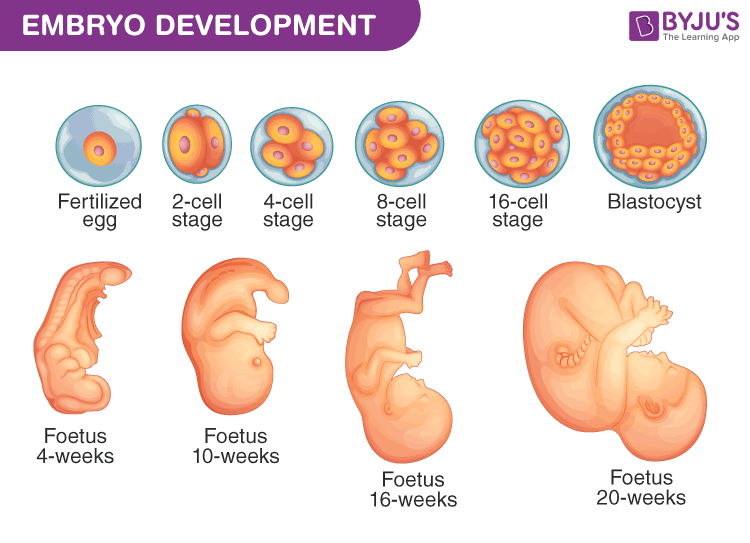 EMBRYO DEVELOPMENT
BYJU'S
The Learning App
Fertilized
egg
2-cell
stage
4-cell
stage
8-cell
stage
16-cell
stage
Blastocyst
Foetus
4-weeks
Foetus
10-weeks
Foetus
16-weeks
Foetus
20-weeks